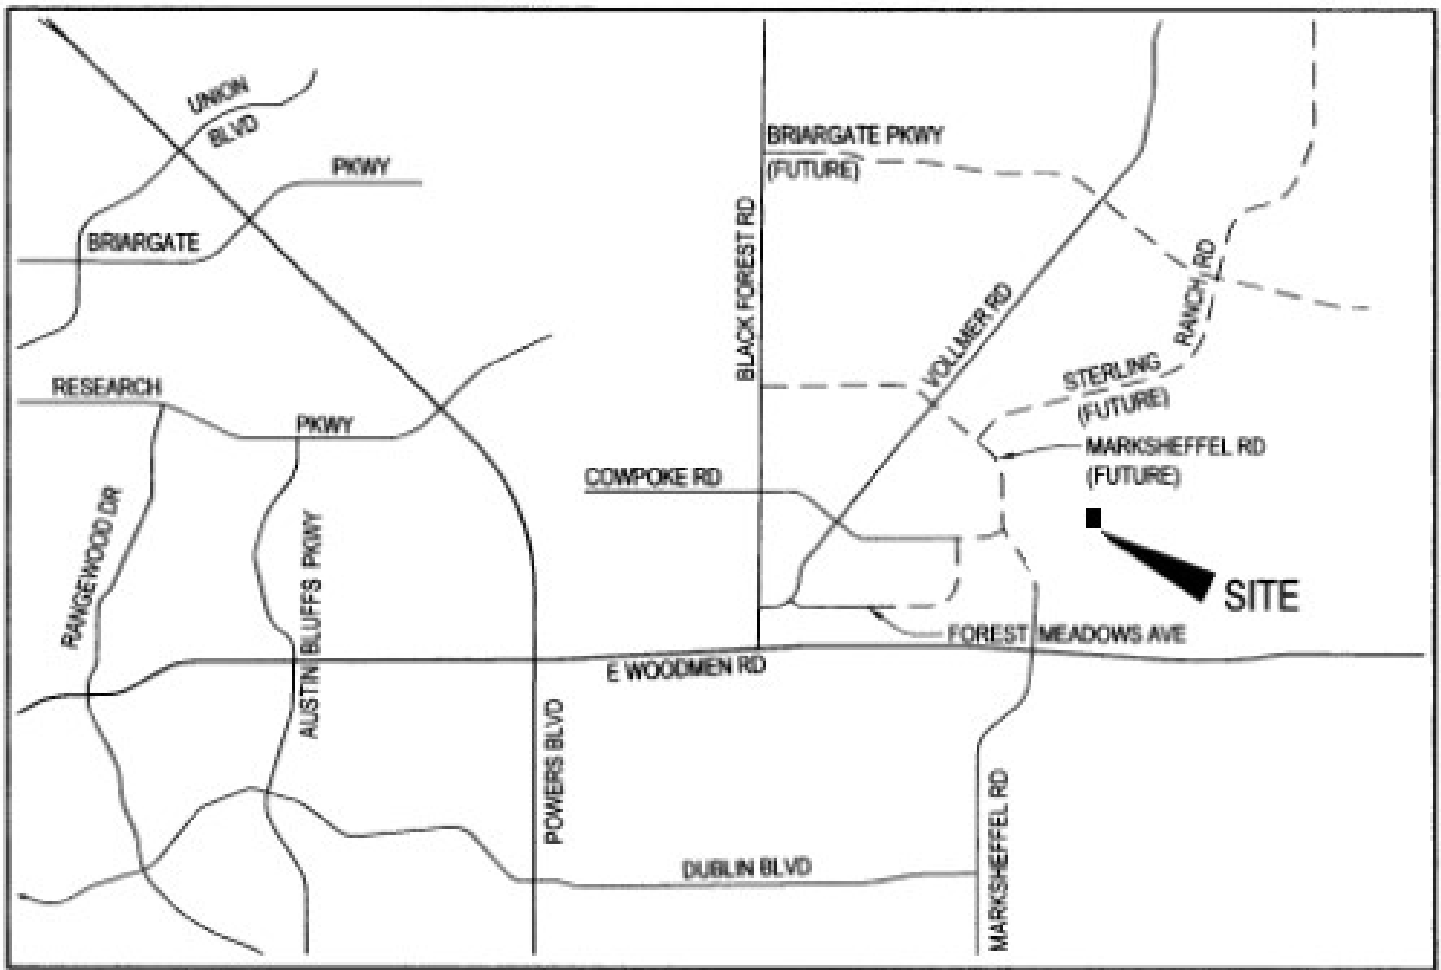 UNION
BLVD
PKWY
BRIARGATE
BRIARGATE PKWY
(FUTURE)
BLACK FOREST RD
VOLLMER RD
RANCH RD
STERLING
(FUTURE)
RESEARCH
PKWY
MARKSHEFFEL RD
(FUTURE)
COWPOKE RD
RANGEWOOD DR
AUSTIN BLUFFS PKWY
SITE
FOREST MEADOWS AVE
E WOODMEN RD
POWERS BLVD
MARKSHEFFEL RD
DUBLIN BLVD